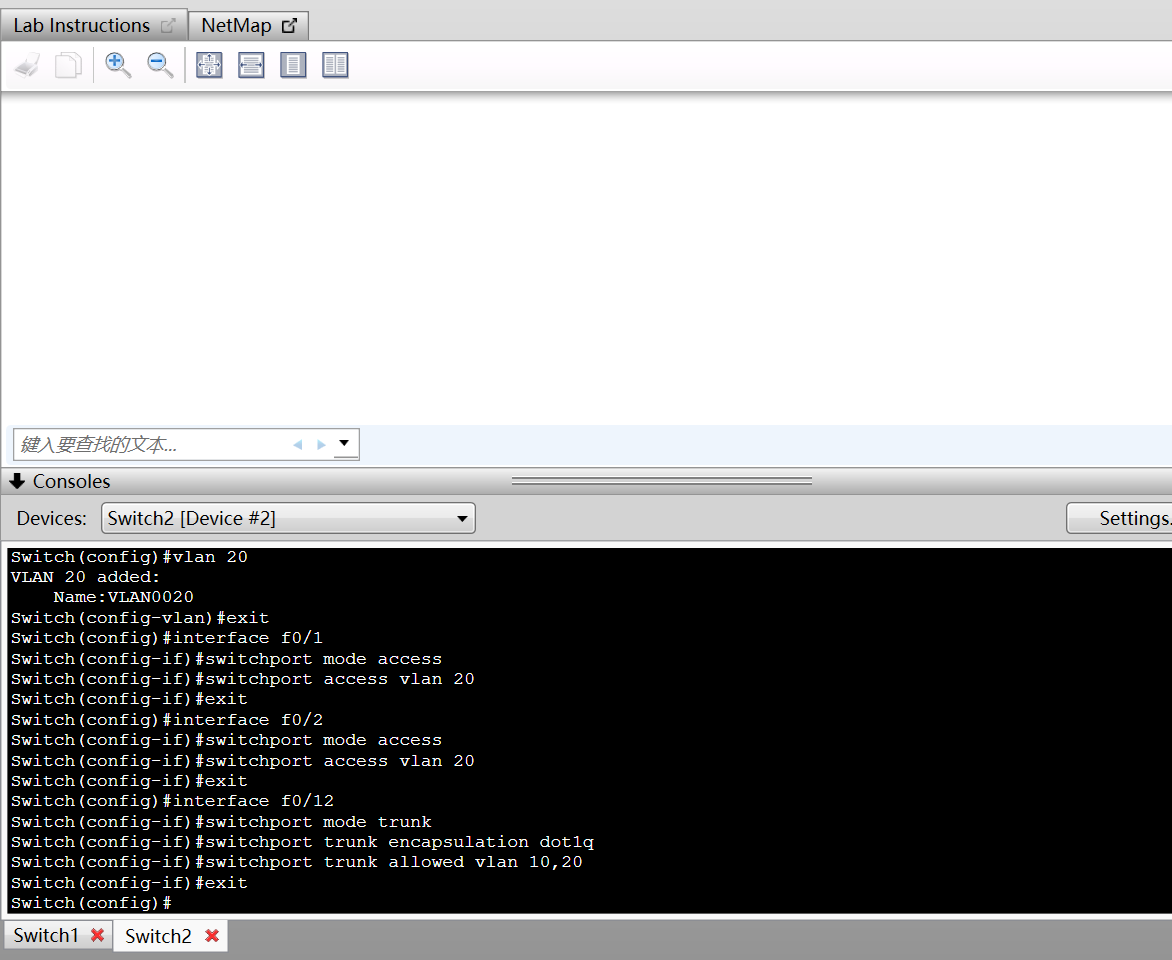 Lab Instructions
NetMap
键入要查找的文本...
Consoles
Devices:
Switch2 [Device #2]
Settings.
Switch(config)#vlan 20
VLAN 20 added:
    Name:VLAN0020
Switch(config-vlan)#exit
Switch(config)#interface f0/1
Switch(config-if)#switchport mode access
Switch(config-if)#switchport access vlan 20
Switch(config-if)#exit
Switch(config)#interface f0/2
Switch(config-if)#switchport mode access
Switch(config-if)#switchport access vlan 20
Switch(config-if)#exit
Switch(config)#interface f0/12
Switch(config-if)#switchport mode trunk
Switch(config-if)#switchport trunk encapsulation dot1q
Switch(config-if)#switchport trunk allowed vlan 10,20
Switch(config-if)#exit
Switch(config)#
Switch1
Switch2